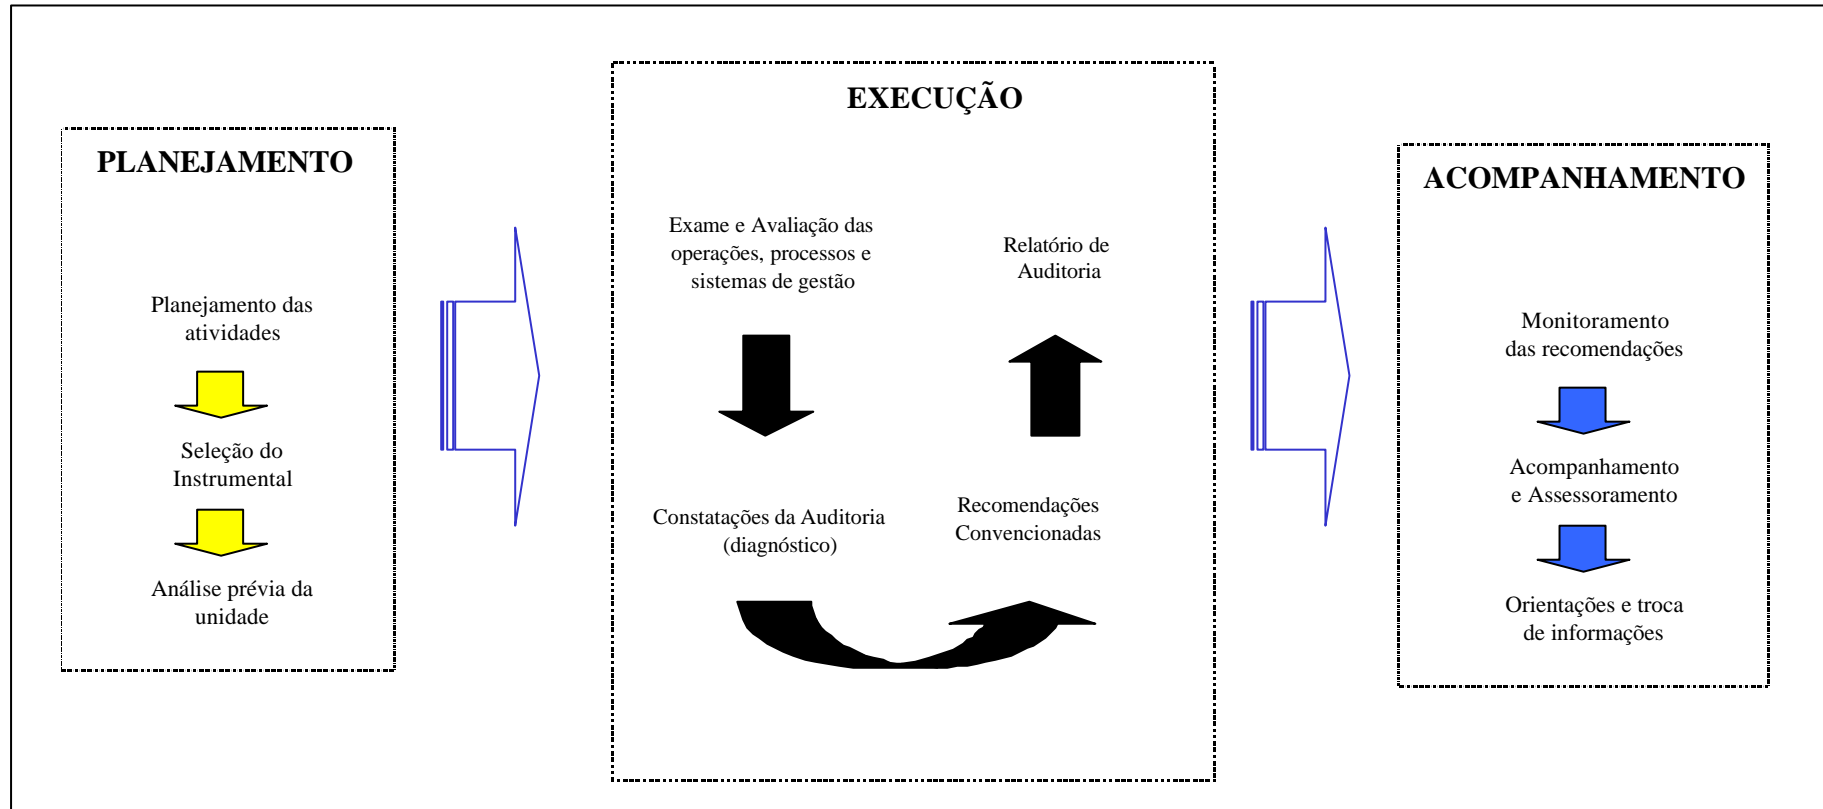 PLANEJAMENTO
Planejamento das
atividades
Seleção do
Instrumental
Análise prévia da
unidade
EXECUÇÃO
Exame e Avaliação das
operações, processos e
sistemas de gestão
Constatações da Auditoria
(diagnóstico)
Recomendações
Convencionadas
Relatório de
Auditoria
ACOMPANHAMENTO
Monitoramento
das recomendações
Acompanhamento
e Assessoramento
Orientações e troca
de informações